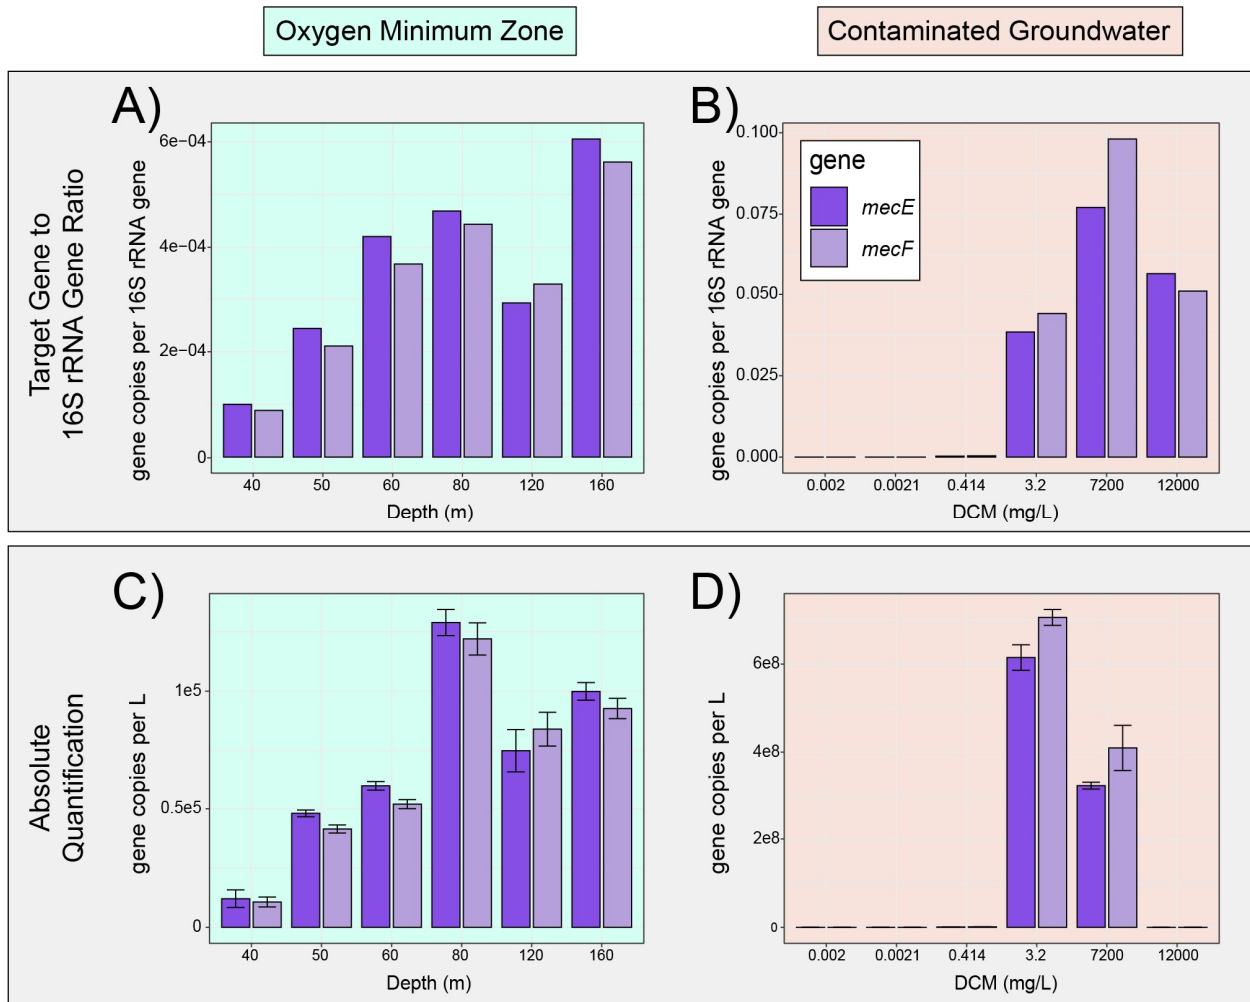 Oxygen Minimum Zone
Contaminated Groundwater
Target Gene to
16S rRNA Gene Ratio
A)
gene copies per 16S rRNA gene
6e−04
4e−04
2e−04
0
40 50 60 80 120 160
Depth (m)
B)
gene copies per 16S rRNA gene
0.100
0.075
0.050
0.025
0.000
gene
mecE
mecF
0.002 0.0021 0.414 3.2 7200 12000
DCM (mg/L)
Absolute
Quantification
C)
gene copies per L
1e5
0.5e5
0
40 50 60 80 120 160
Depth (m)
D)
gene copies per L
6e8
4e8
2e8
0
0.002 0.0021 0.414 3.2 7200 12000
DCM (mg/L)